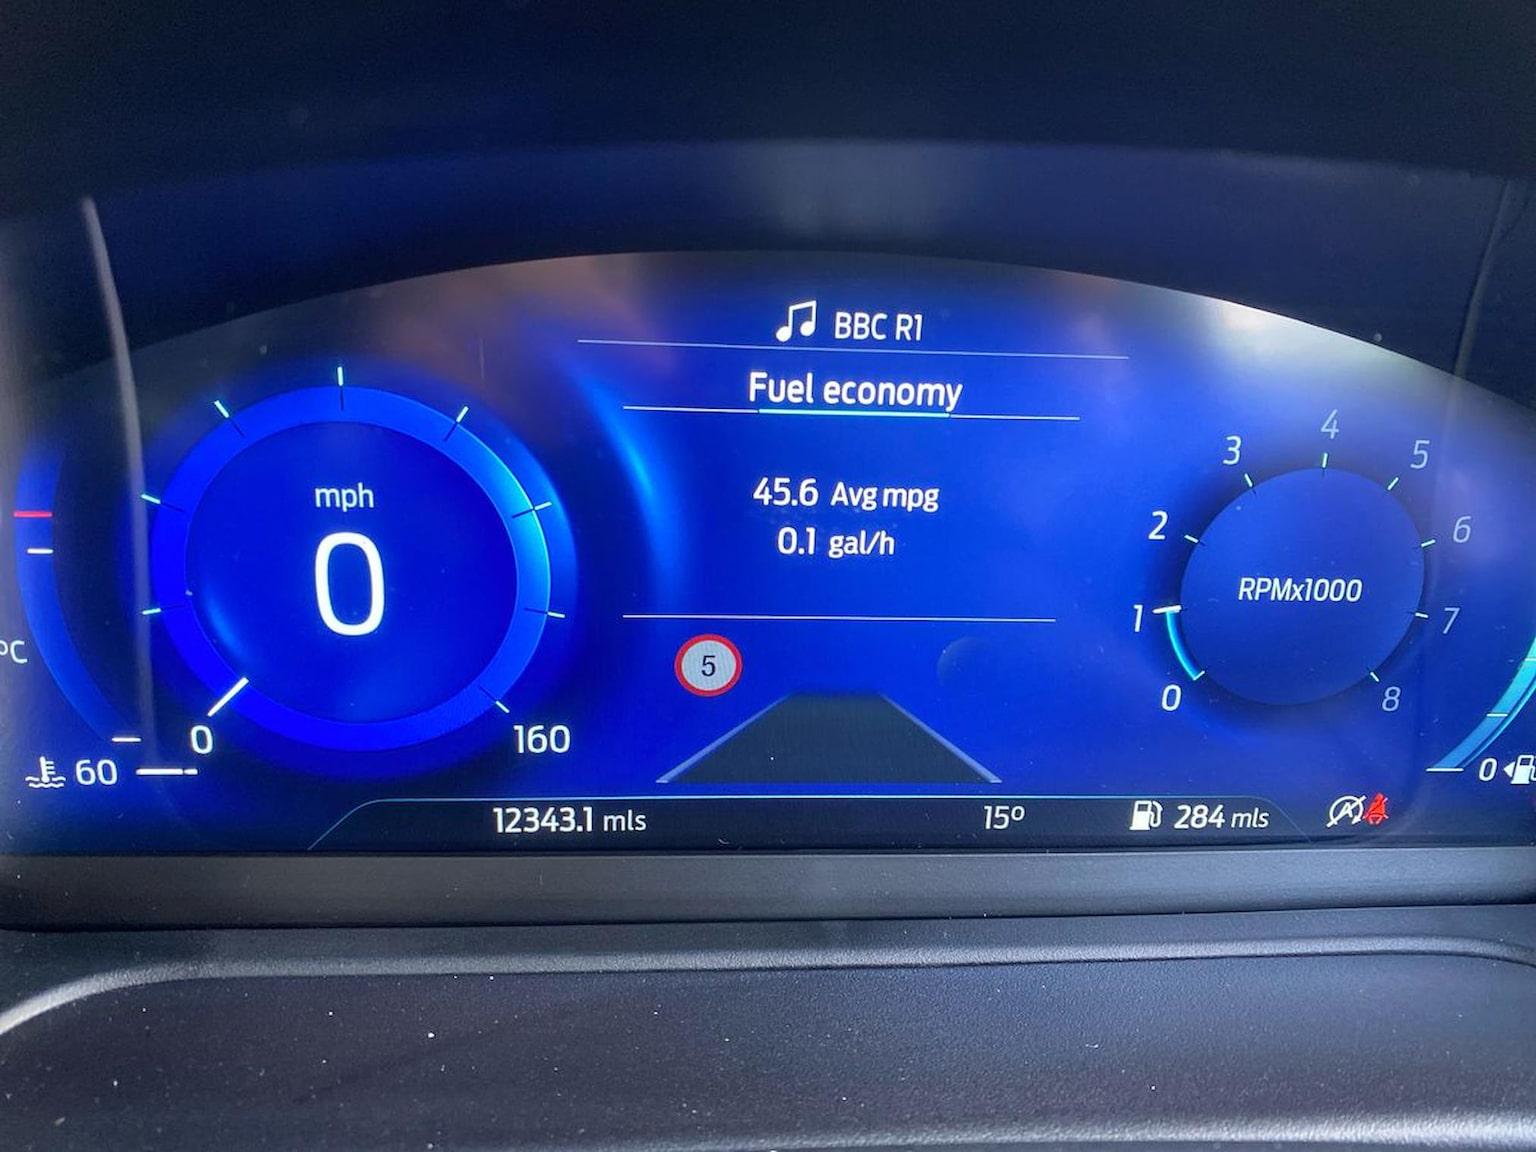 BBC R1
Fuel economy
45.6 Avg mpg
0.1 gal/h
mph
0
0
160
5
°C
60
RPMx1000
0
1
2
3
4
5
6
7
8
0
12343.1 mls
15º
284 mls
A